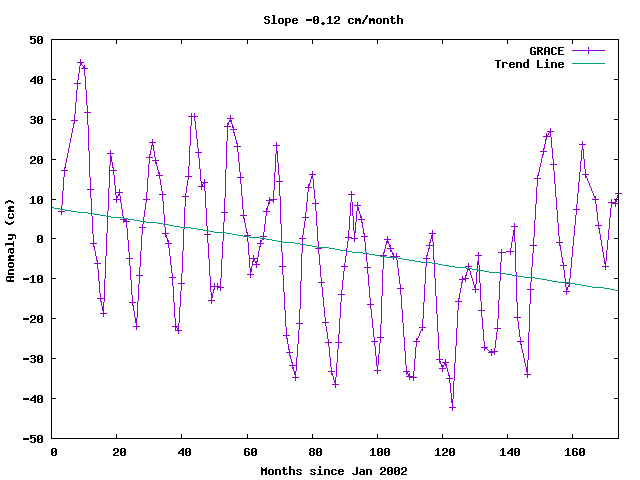 Slope -0.12 cm/month
GRACE
Trend Line
50
40
30
20
10
0
-10
-20
-30
-40
-50
Anomaly (cm)
0 20 40 60 80 100 120 140 160
Months since Jan 2002